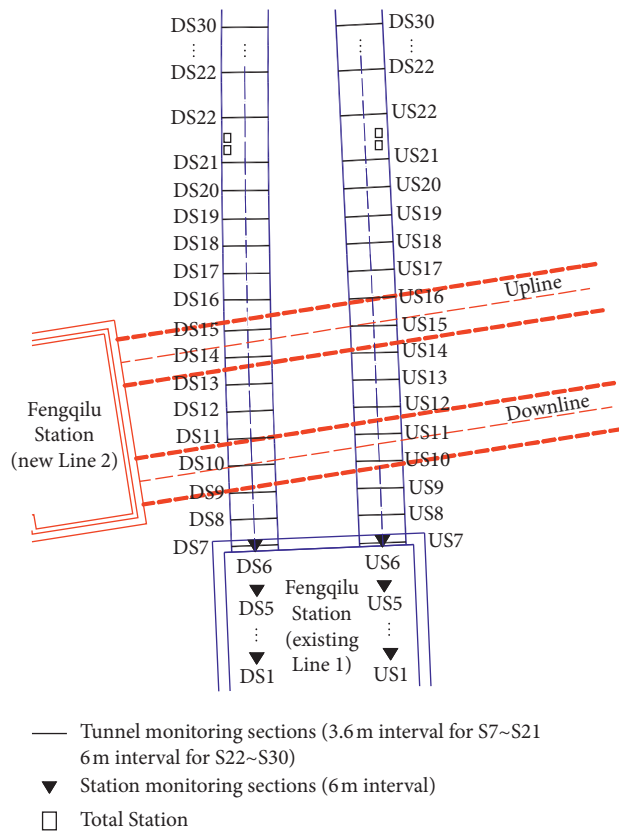 DS30 DS30
⋮ ⋮ ⋮ ⋮
DS22 DS22
DS22 US22
DS21 US21
DS20 US20
DS19 US19
DS18 US18
DS17 US17
DS16 US16
Upline
DS15 US15
DS14 US14
DS13 US13
Fengqilu
Station
(new Line 2)
DS12 US12
Downline
DS11 US11
DS10 US10
DS9 US9
DS8 US8
DS7 US7
DS6 US6
Fengqilu
Station
(existing
Line 1)
DS5 US5
⋮ ⋮
DS1 US1
Tunnel monitoring sections (3.6 m interval for S7~S21
6 m interval for S22~S30)
Station monitoring sections (6 m interval)
Total Station